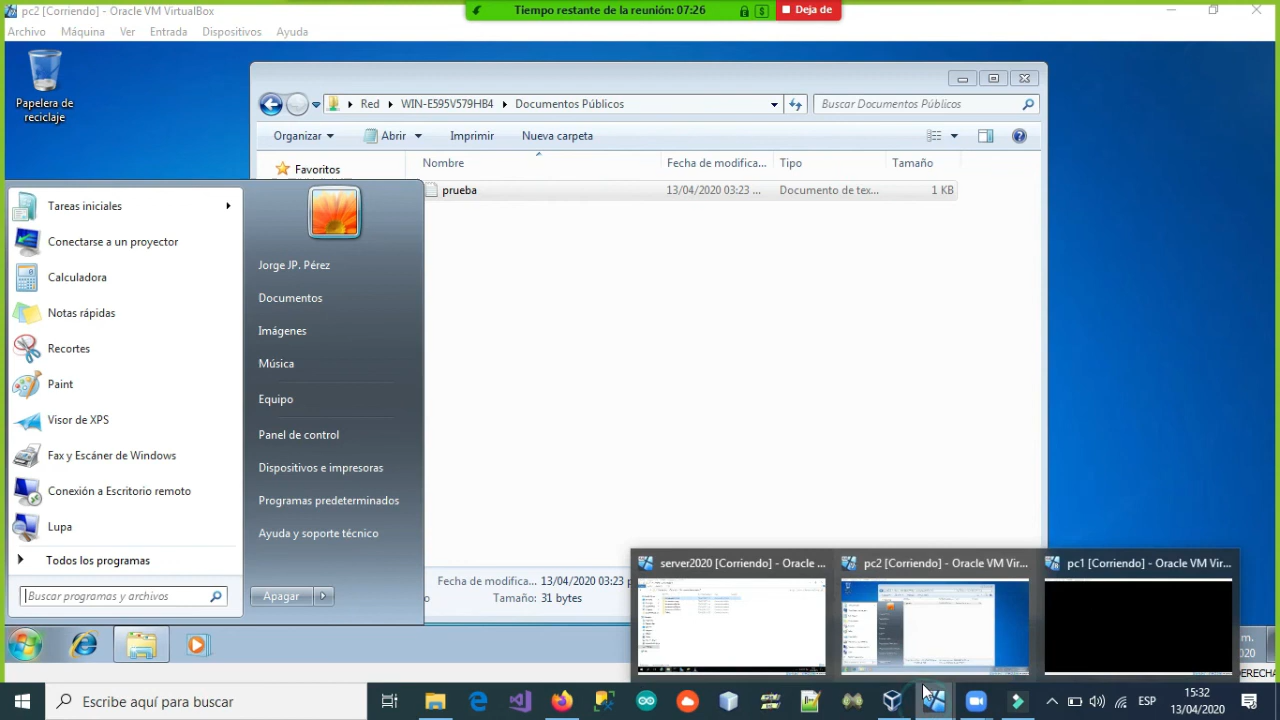 pc2 [Corriendo] - Oracle VM VirtualBox
Tiempo restante de la reunión: 07:26
$
Deja de
Archivo Máquina Ver Entrada Dispositivos Ayuda
Papelera de
reciclaje
Red WIN-E595V579HB4 Documentos Públicos
Buscar Documentos Públicos
Organizar Abrir Imprimir Nueva carpeta
Favoritos
Nombre Fecha de modifica... Tipo Tamaño
prueba 13/04/2020 03:23 ... Documento de tex... 1 KB
Tareas iniciales
Conectarse a un proyector
Calculadora
Notas rápidas
Recortes
Paint
Visor de XPS
Fax y Escáner de Windows
Conexión a Escritorio remoto
Lupa
Todos los programas
Buscar programas y archivos
Jorge JP. Pérez
Documentos
Imágenes
Música
Equipo
Panel de control
Dispositivos e impresoras
Programas predeterminados
Ayuda y soporte técnico
Apagar
Fecha de modifica... 13/04/2020 03:23 p
Tamaño: 31 bytes
server2020 [Corriendo] - Oracle ...
pc2 [Corriendo] - Oracle VM Vir...
pc1 [Corriendo] - Oracle VM Vir...
m.
020
DERECHA
Escribe aquí para buscar
ESP
15:32
13/04/2020